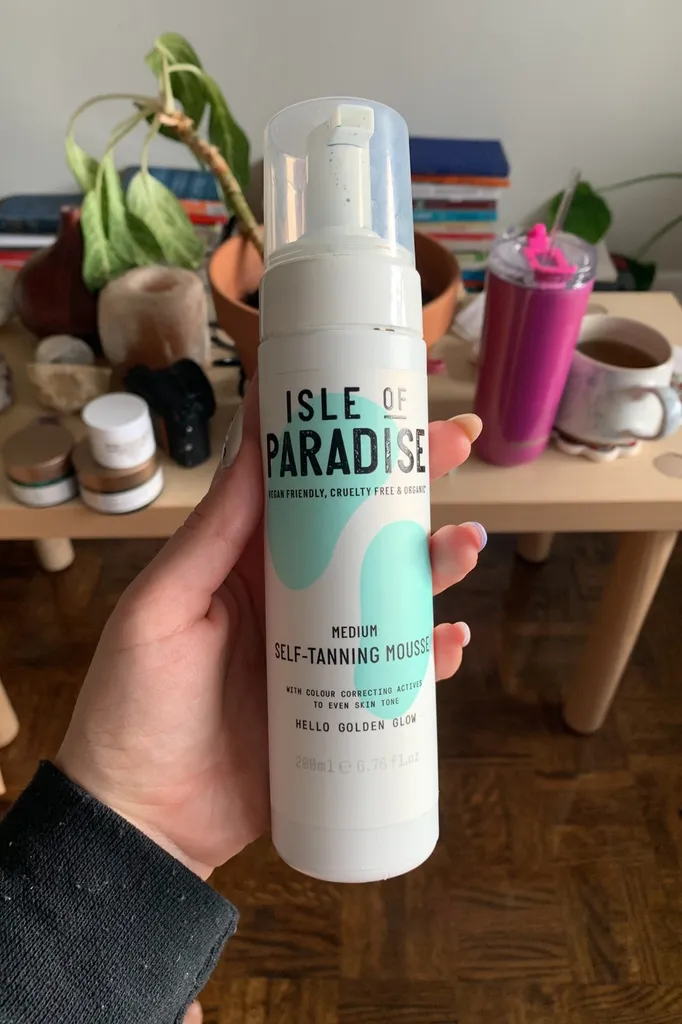 ISLE OF
PARADISE
VEGAN FRIENDLY, CRUELTY FREE & ORGANIC
MEDIUM
SELF-TANNING MOUSSE
WITH COLOUR CORRECTING ACTIVES
TO EVEN SKIN TONE
HELLO GOLDEN GLOW
200ml ℮ 6.76 fl.oz